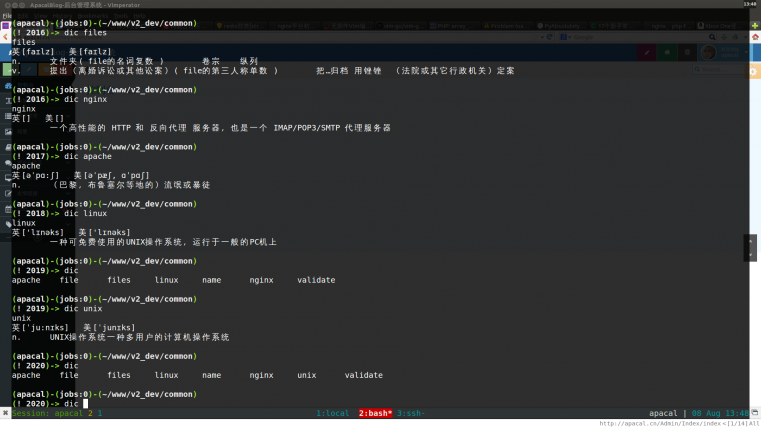 ApacalBlog-后台管理系统 - Vimperator
13:48
(apacal)-(jobs:0)-(~/www/v2_dev/common)
(! 2016)-> dic files
files
英[faɪlz]   美[faɪlz]
n.      文件夹( file的名词复数 )        卷宗    纵列
v.      提出（离婚诉讼或其他讼案）( file的第三人称单数 )        把…归档 用锉锉  （法院或其它行政机关）定案
(apacal)-(jobs:0)-(~/www/v2_dev/common)
(! 2016)-> dic nginx
nginx
英[]   美[]
一个高性能的 HTTP 和 反向代理 服务器，也是一个 IMAP/POP3/SMTP 代理服务器
(apacal)-(jobs:0)-(~/www/v2_dev/common)
(! 2017)-> dic apache
apache
英[ə'pɑːʃ]   美[ə'pæʃ, ɑ'pɑʃ]
n.      （巴黎，布鲁塞尔等地的）流氓或暴徒
(apacal)-(jobs:0)-(~/www/v2_dev/common)
(! 2018)-> dic linux
linux
英['lɪnəks]   美['lɪnəks]
一种可免费使用的UNIX操作系统，运行于一般的PC机上
(apacal)-(jobs:0)-(~/www/v2_dev/common)
(! 2019)-> dic
apache    file      files     linux     name      nginx     validate
(apacal)-(jobs:0)-(~/www/v2_dev/common)
(! 2019)-> dic unix
unix
英['juːnɪks]   美['junɪks]
n.      UNIX操作系统一种多用户的计算机操作系统
(apacal)-(jobs:0)-(~/www/v2_dev/common)
(! 2020)-> dic
apache    file      files     linux     name      nginx     unix      validate
(apacal)-(jobs:0)-(~/www/v2_dev/common)
(! 2020)-> dic
Session: apacal 2 1    1:local  2:bash* 3:ssh-    apacal | 08 Aug 13:48
http://apacal.cn/Admin/Index/index <[1/14]All